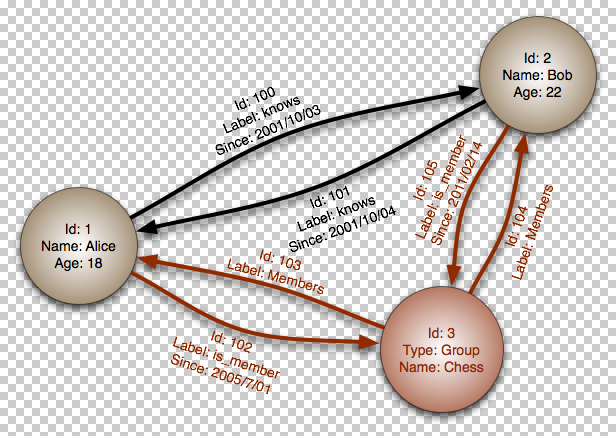 Id: 2
Name: Bob
Age: 22
Id: 100
Label: knows
Since: 2001/10/03
Id: 101
Label: knows
Since: 2001/10/04
Id: 105
Label: is_member
Since: 2011/02/14
Id: 104
Label: Members
Id: 1
Name: Alice
Age: 18
Id: 103
Label: Members
Id: 102
Label: is_member
Since: 2005/7/01
Id: 3
Type: Group
Name: Chess